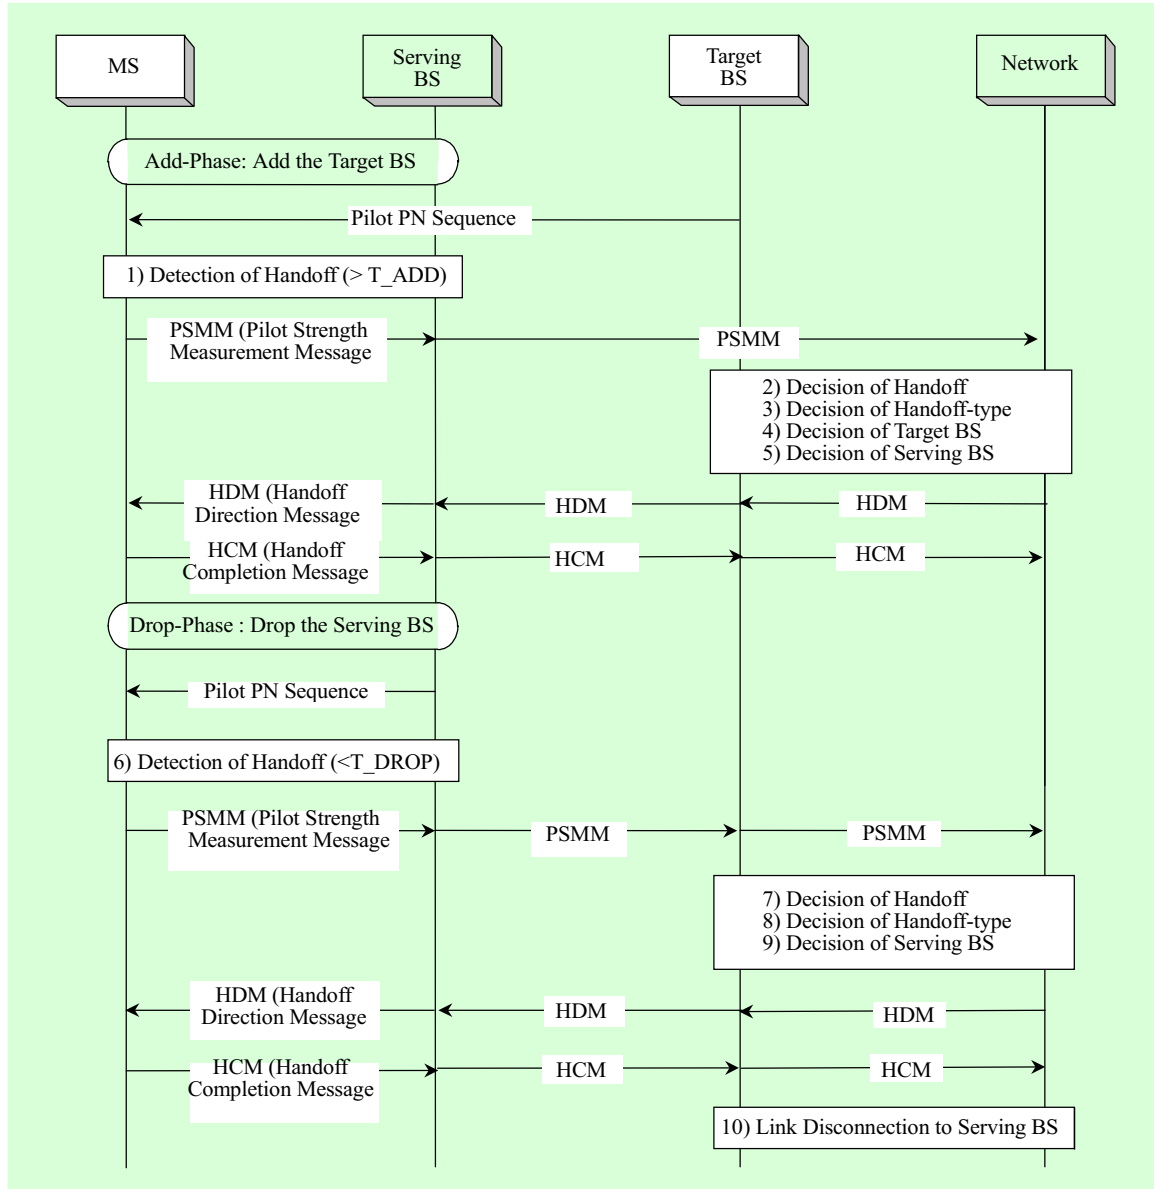 MS
Serving
BS
Target
BS
Network
Add-Phase: Add the Target BS
Pilot PN Sequence
1) Detection of Handoff (> T_ADD)
PSMM (Pilot Strength
Measurement Message
PSMM
2) Decision of Handoff
3) Decision of Handoff-type
4) Decision of Target BS
5) Decision of Serving BS
HDM (Handoff
Direction Message
HDM
HDM
HCM (Handoff
Completion Message
HCM
HCM
Drop-Phase : Drop the Serving BS
Pilot PN Sequence
6) Detection of Handoff (<T_DROP)
PSMM (Pilot Strength
Measurement Message
PSMM
PSMM
7) Decision of Handoff
8) Decision of Handoff-type
9) Decision of Serving BS
HDM (Handoff
Direction Message
HDM
HDM
HCM (Handoff
Completion Message
HCM
HCM
10) Link Disconnection to Serving BS